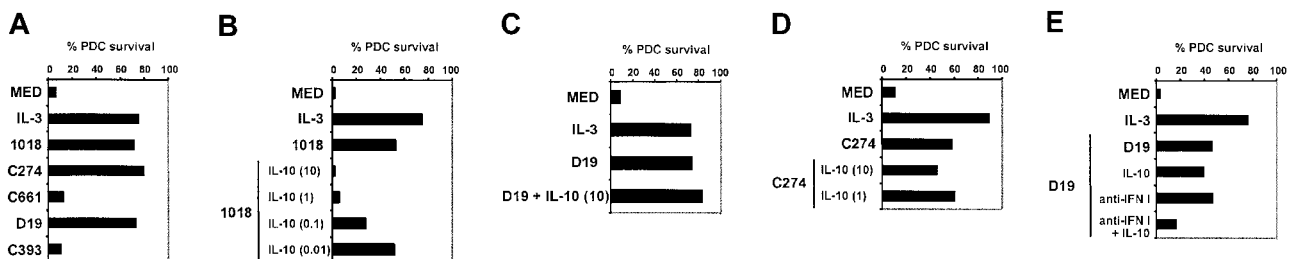 A
% PDC survival
0 20 40 60 80 100
MED
IL-3
1018
C274
C661
D19
C393
B
% PDC survival
0 20 40 60 80 100
MED
IL-3
1018
1018
IL-10 (10)
IL-10 (1)
IL-10 (0.1)
IL-10 (0.01)
C
% PDC survival
0 20 40 60 80 100
MED
IL-3
D19
D19 + IL-10 (10)
D
% PDC survival
0 20 40 60 80 100
MED
IL-3
C274
C274
IL-10 (10)
IL-10 (1)
E
% PDC survival
0 20 40 60 80 100
MED
IL-3
D19
D19
IL-10
anti-IFN I
anti-IFN I
+ IL-10